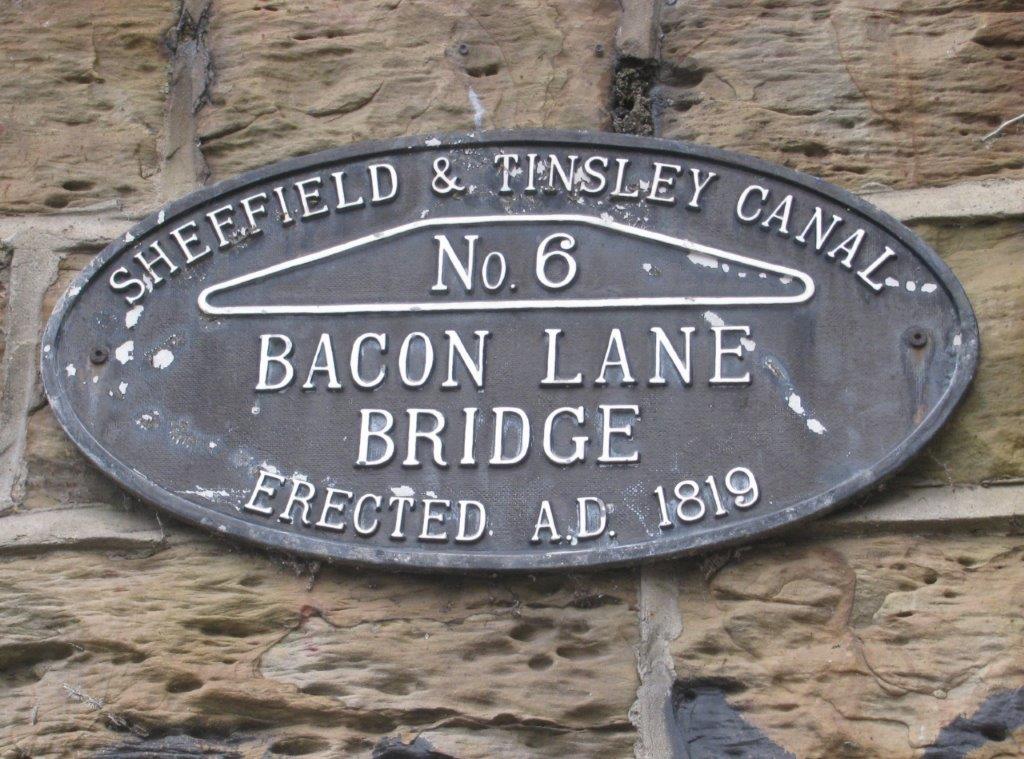 SHEFFIELD & TINSLEY CANAL
No. 6
BACON LANE
BRIDGE
ERECTED A.D. 1819